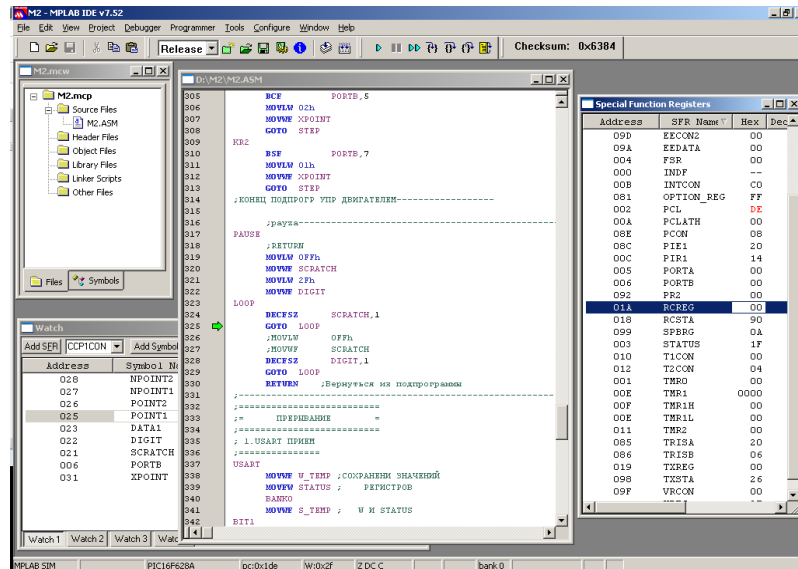 M2 - MPLAB IDE v7.52
File Edit View Project Debugger Programmer Tools Configure Window Help
Release
Checksum: 0x6384
M2.mcw
M2.mcp
Source Files
M2.ASM
Header Files
Object Files
Library Files
Linker Scripts
Other Files
Files Symbols
Watch
Add SFR CCP1CON Add Symbol
Address Symbol Na
028 NPOINT2
027 NPOINT1
026 POINT2
025 POINT1
023 DATA1
022 DIGIT
021 SCRATCH
006 PORTB
031 XPOINT
Watch 1 Watch 2 Watch 3 Watc
D:\M2\M2.ASM
305 BCF PORTB,5
306 MOVLW 02h
307 MOVWF XPOINT
308 GOTO STEP
309 KR2
310 BSF PORTB,7
311 MOVLW 01h
312 MOVWF XPOINT
313 GOTO STEP
314 ;КОНЕЦ ПОДПРОГР УПР ДВИГАТЕЛЕМ------------------
315
316 ;payza------------------------------------------------
317 PAUSE
318 ;RETURN
319 MOVLW 0FFh
320 MOVWF SCRATCH
321 MOVLW 2Fh
322 MOVWF DIGIT
323 LOOP
324 DECFSZ SCRATCH,1
325 GOTO LOOP
326 ;MOVLW 0FFh
327 ;MOVWF SCRATCH
328 DECFSZ DIGIT,1
329 GOTO LOOP
330 RETURN ;Вернуться из подпрограммы
331 ;-----------------------------------------------------------
332 ;==========================
333 ;= ПРЕРЫВАНИЕ =
334 ;==========================
335 ; 1.USART ПРИЕМ
336 ;===============
337 USART
338 MOVWF W_TEMP ;СОХРАНЕНИ ЗНАЧЕНИЙ
339 MOVFW STATUS ; РЕГИСТРОВ
340 BANK0
341 MOVWF S_TEMP ; W И STATUS
342 BIT1
Special Function Registers
Address SFR Name Hex Dec
09D EECON2 00
09A EEDATA 00
004 FSR 00
000 INDF --
00B INTCON C0
081 OPTION_REG FF
002 PCL DE
00A PCLATH 00
08E PCON 08
08C PIE1 20
00C PIR1 14
005 PORTA 00
006 PORTB 00
092 PR2 00
01A RCREG 00
018 RCSTA 90
099 SPBRG 0A
003 STATUS 1F
010 T1CON 00
012 T2CON 04
001 TMR0 00
00E TMR1 0000
00F TMR1H 00
00E TMR1L 00
011 TMR2 00
085 TRISA 20
086 TRISB 06
019 TXREG 00
098 TXSTA 26
09F VRCON 00
MPLAB SIM PIC16F628A pc:0x1de W:0x2f Z DC C bank 0